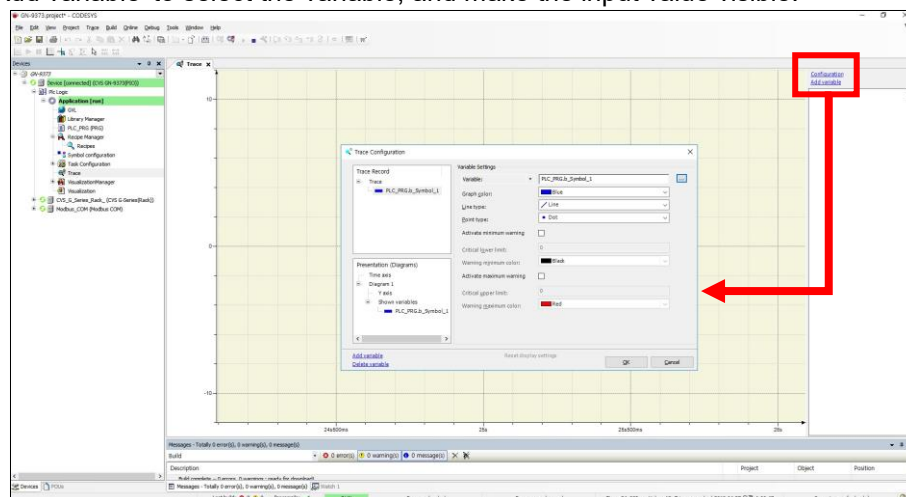 variable' to select the variable, and make the input value visible.
GN-9373.project* - CODESYS
File Edit View Project Trace Build Online Debug Tools Window Help
Devices
Trace
GN-9373
Device [connected] (CVS GN-9373(PSO))
Plc Logic
Application [run]
GVL
Library Manager
PLC_PRG (PRG)
Recipe Manager
Recipes
Symbol configuration
Task Configuration
Trace
VisualizationManager
Visualization
CVS_G_Series_Rack_ (CVS G-Series(Rack))
Modbus_COM (Modbus COM)
Configuration
Add variable
10
0
-10
24s800ms
25s
25s800ms
26s
Trace Configuration
Trace Record
Trace
PLC_PRG.b_Symbol_1
Presentation (Diagrams)
Time axis
Diagram 1
Y axis
Shown variables
PLC_PRG.b_Symbol_1
Add variable
Delete variable
Variable Settings
Variable: PLC_PRG.b_Symbol_1
Graph color: Blue
Line type: Line
Point type: Dot
Activate minimum warning
Critical lower limit: 0
Warning minimum color: Black
Activate maximum warning
Critical upper limit: 0
Warning maximum color: Red
Reset display settings
OK Cancel
Messages - Totally 0 error(s), 0 warning(s), 0 message(s)
Build 0 error(s) 0 warning(s) 0 message(s)
Description Project Object Position
Devices POUs
Messages - Totally 0 error(s), 0 warning(s), 0 message(s) Watch 1